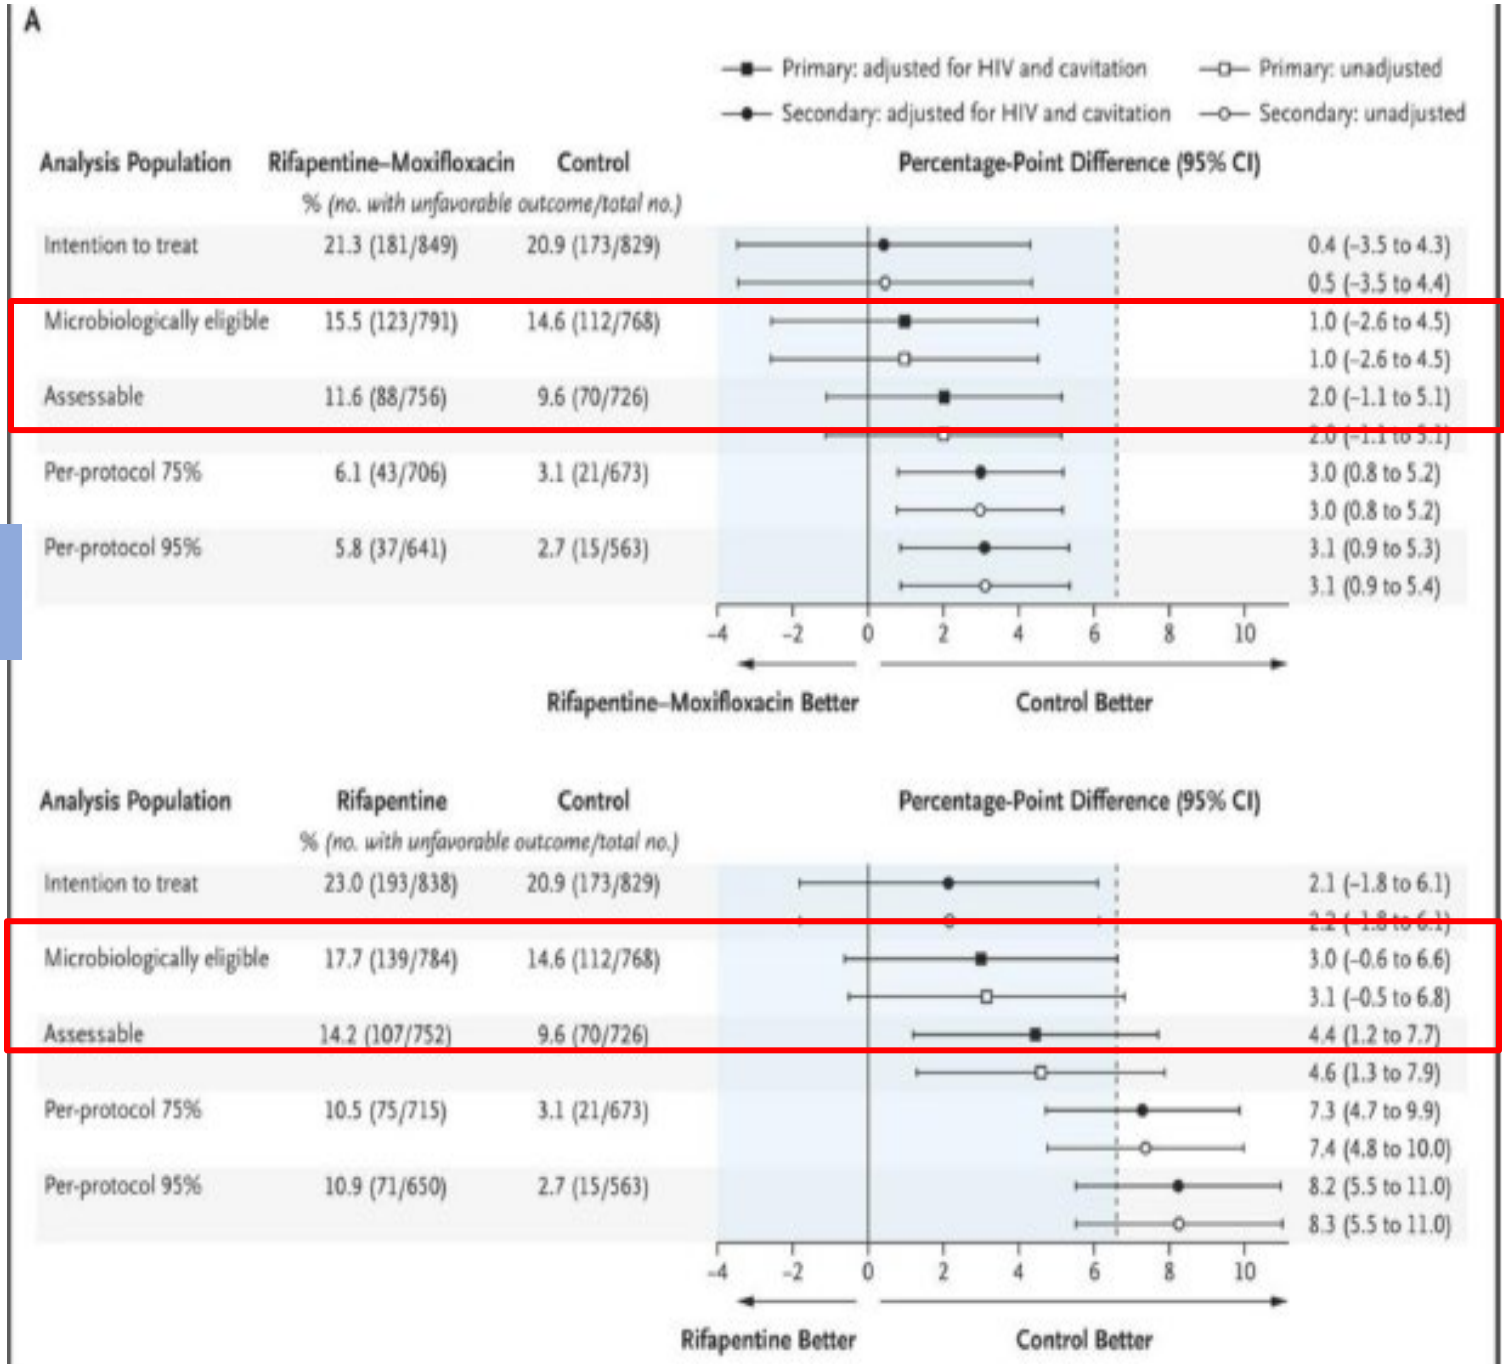 A
Primary: adjusted for HIV and cavitation Primary: unadjusted
Secondary: adjusted for HIV and cavitation Secondary: unadjusted
Analysis Population Rifapentine–Moxifloxacin Control Percentage-Point Difference (95% CI)
% (no. with unfavorable outcome/total no.)
Intention to treat 21.3 (181/849) 20.9 (173/829) 0.4 (–3.5 to 4.3)
0.5 (–3.5 to 4.4)
Microbiologically eligible 15.5 (123/791) 14.6 (112/768) 1.0 (–2.6 to 4.5)
1.0 (–2.6 to 4.5)
Assessable 11.6 (88/756) 9.6 (70/726) 2.0 (–1.1 to 5.1)
2.0 (–1.1 to 5.1)
Per-protocol 75% 6.1 (43/706) 3.1 (21/673) 3.0 (0.8 to 5.2)
3.0 (0.8 to 5.2)
Per-protocol 95% 5.8 (37/641) 2.7 (15/563) 3.1 (0.9 to 5.3)
3.1 (0.9 to 5.4)
–4 –2 0 2 4 6 8 10
Rifapentine–Moxifloxacin Better Control Better
Analysis Population Rifapentine Control Percentage-Point Difference (95% CI)
% (no. with unfavorable outcome/total no.)
Intention to treat 23.0 (193/838) 20.9 (173/829) 2.1 (–1.8 to 6.1)
2.2 (–1.8 to 6.1)
Microbiologically eligible 17.7 (139/784) 14.6 (112/768) 3.0 (–0.6 to 6.6)
3.1 (–0.5 to 6.8)
Assessable 14.2 (107/752) 9.6 (70/726) 4.4 (1.2 to 7.7)
4.6 (1.3 to 7.9)
Per-protocol 75% 10.5 (75/715) 3.1 (21/673) 7.3 (4.7 to 9.9)
7.4 (4.8 to 10.0)
Per-protocol 95% 10.9 (71/650) 2.7 (15/563) 8.2 (5.5 to 11.0)
8.3 (5.5 to 11.0)
–4 –2 0 2 4 6 8 10
Rifapentine Better Control Better